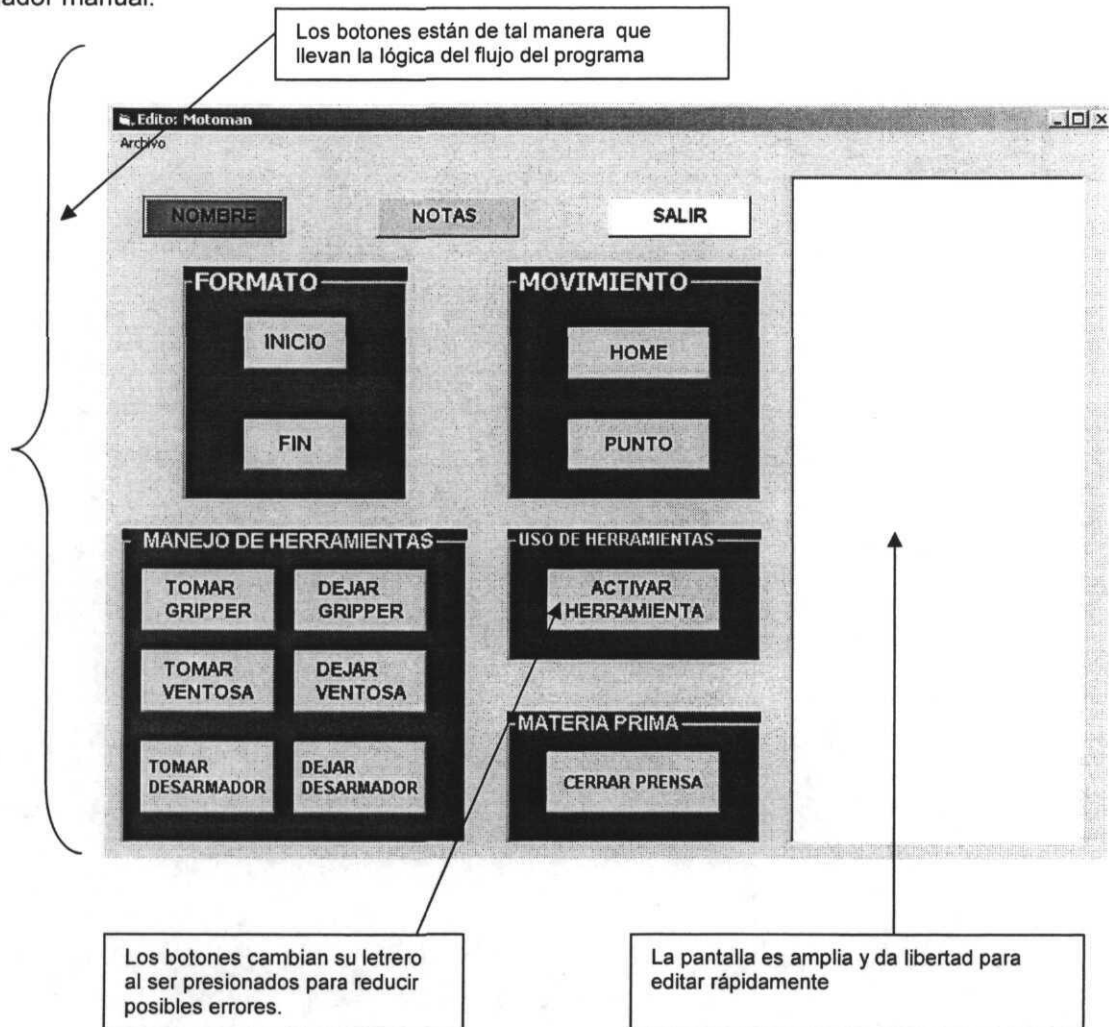 ador manual.
Los botones están de tal manera que
llevan la lógica del flujo del programa
Edito: Motoman
Archivo
NOMBRE
NOTAS
SALIR
FORMATO
INICIO
FIN
MOVIMIENTO
HOME
PUNTO
MANEJO DE HERRAMIENTAS
TOMAR
GRIPPER
DEJAR
GRIPPER
TOMAR
VENTOSA
DEJAR
VENTOSA
TOMAR
DESARMADOR
DEJAR
DESARMADOR
USO DE HERRAMIENTAS
ACTIVAR
HERRAMIENTA
MATERIA PRIMA
CERRAR PRENSA
Los botones cambian su letrero
al ser presionados para reducir
posibles errores.
La pantalla es amplia y da libertad para
editar rápidamente